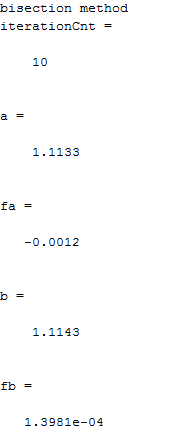 bisection method
iterationCnt =
10
a =
1.1133
fa =
-0.0012
b =
1.1143
fb =
1.3981e-04